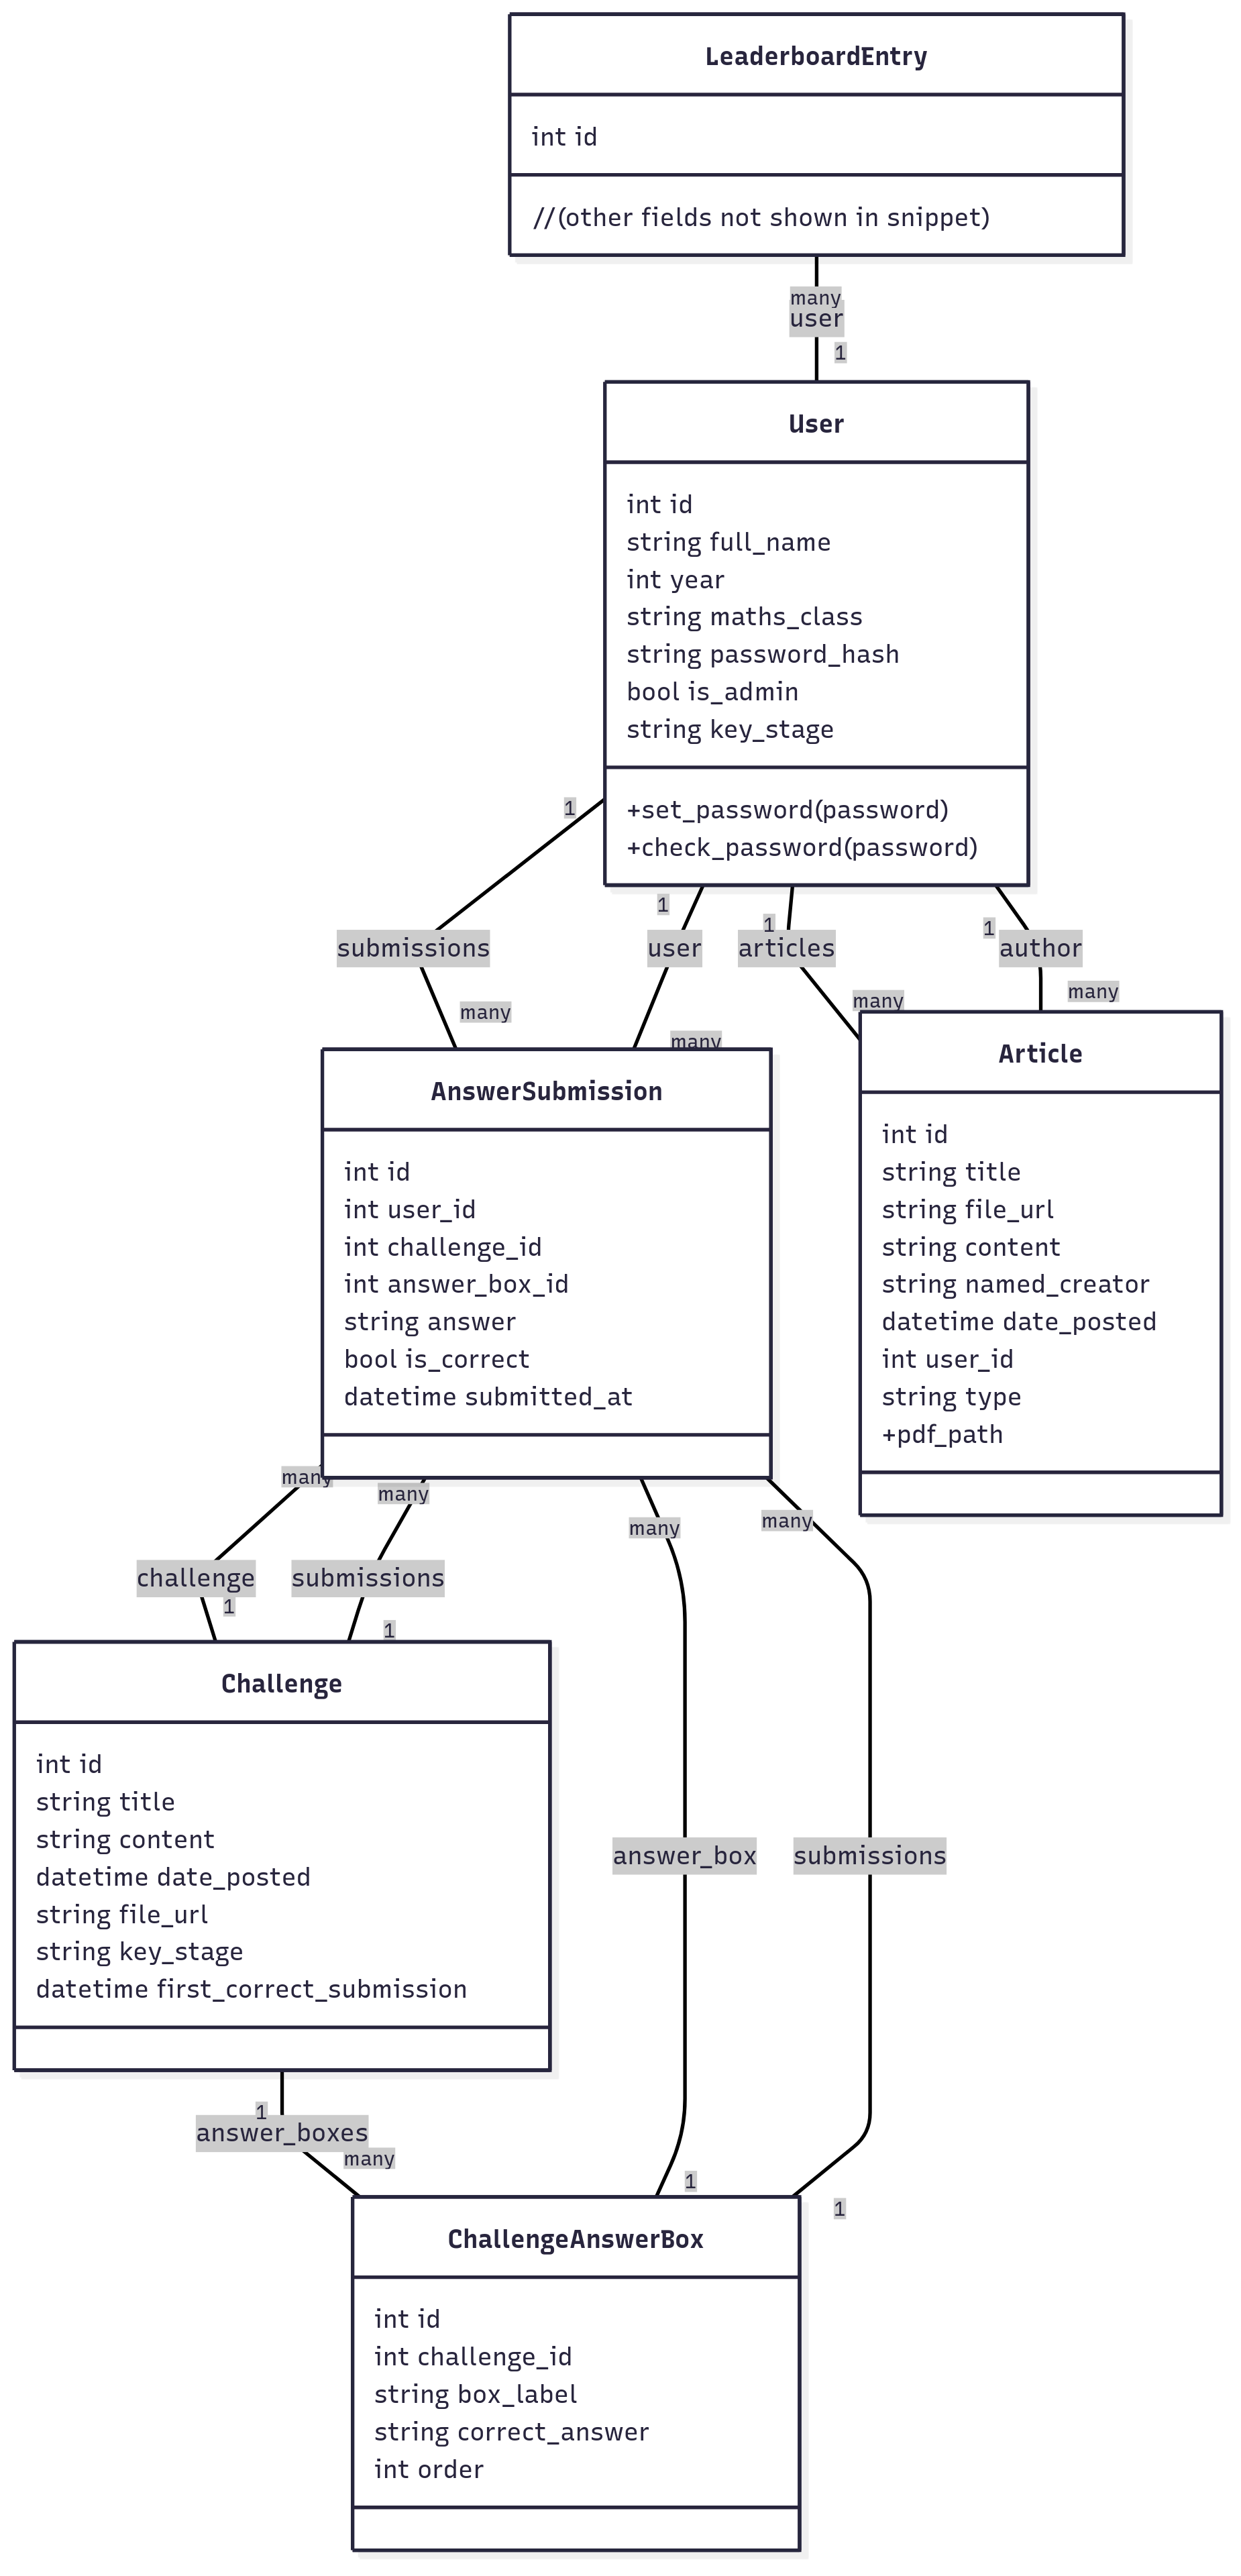 LeaderboardEntry
int id
//(other fields not shown in snippet)
many
user
1
User
int id
string full_name
int year
string maths_class
string password_hash
bool is_admin
string key_stage
+set_password(password)
+check_password(password)
1
1
1
1
submissions
user
articles
author
many
many
many
many
AnswerSubmission
int id
int user_id
int challenge_id
int answer_box_id
string answer
bool is_correct
datetime submitted_at
Article
int id
string title
string file_url
string content
string named_creator
datetime date_posted
int user_id
string type
+pdf_path
many
many
many
many
challenge
submissions
1
1
Challenge
int id
string title
string content
datetime date_posted
string file_url
string key_stage
datetime first_correct_submission
answer_box
submissions
1
answer_boxes
many
1
1
ChallengeAnswerBox
int id
int challenge_id
string box_label
string correct_answer
int order